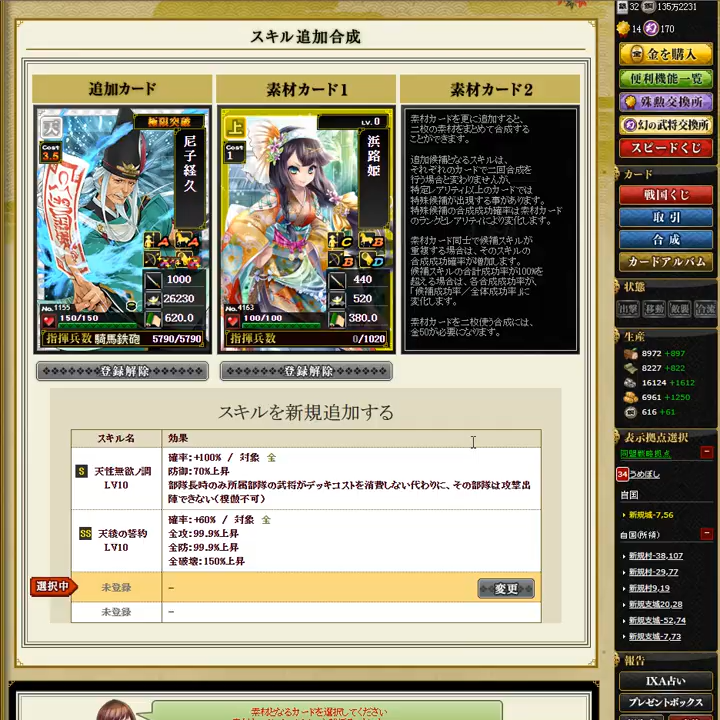 スキル追加合成
追加カード
素材カード1
素材カード2
天
極限突破
Cost
3.5
尼子経久
A
A
1000
26230
620.0
No.1155
150/150
指揮兵数 騎馬鉄砲 5790/5790
上
LV.0
Cost
1
浜路姫
C
B
B
D
440
520
380.0
No.4163
100/100
指揮兵数 0/1020
素材カードを更に追加すると、
二枚の素材をまとめて合成する
ことができます。
追加候補となるスキルは、
それぞれのカードで二回合成を
行う場合と変わりませんが、
特定レアリティ以上のカードでは
特殊候補が出現する事があります。
特殊候補の合成成功確率は素材カード
のランクとレアリティにより変化します。
素材カード同士で候補スキルが
重複する場合は、そのスキルの
合成成功確率が増加します。
候補スキルの合計成功確率が100%を
超える場合は、各合成成功確率が、
「候補成功率/全体成功率」に
変化します。
素材カードを二枚使う合成には、
金50が必要になります。
登録解除
登録解除
スキルを新規追加する
スキル名
効果
S 天性無欲ノ調
LV10
確率:+100% / 対象 全
防御:70%上昇
部隊長時のみ所属部隊の武将がデッキコストを消費しない代わりに、その部隊は攻撃出
陣できない(模倣不可)
SS 天鏡の誓約
LV10
確率:+60% / 対象 全
全攻:99.9%上昇
全防:99.9%上昇
全破壊:150%上昇
選択中
未登録
-
変更
未登録
-
素材となるカードを選択してください
銀 32
135万2231
14
170
金を購入
便利機能一覧
殊勲交換所
幻の武将交換所
スピードくじ
カード
戦国くじ
取引
合成
カードアルバム
状態
出撃
移動
敵襲
合流
生産
8972 +897
8227 +822
16124 +1612
6961 +1250
616 +61
表示拠点選択
同盟戦略拠点
34 うめぼし
自国
新規城-7,56
自国(所領)
新規村-38,107
新規村-29,77
新規村9,19
新規支城20,28
新規支城-52,74
新規支城-7,73
報告
IXA占い
プレゼントボックス